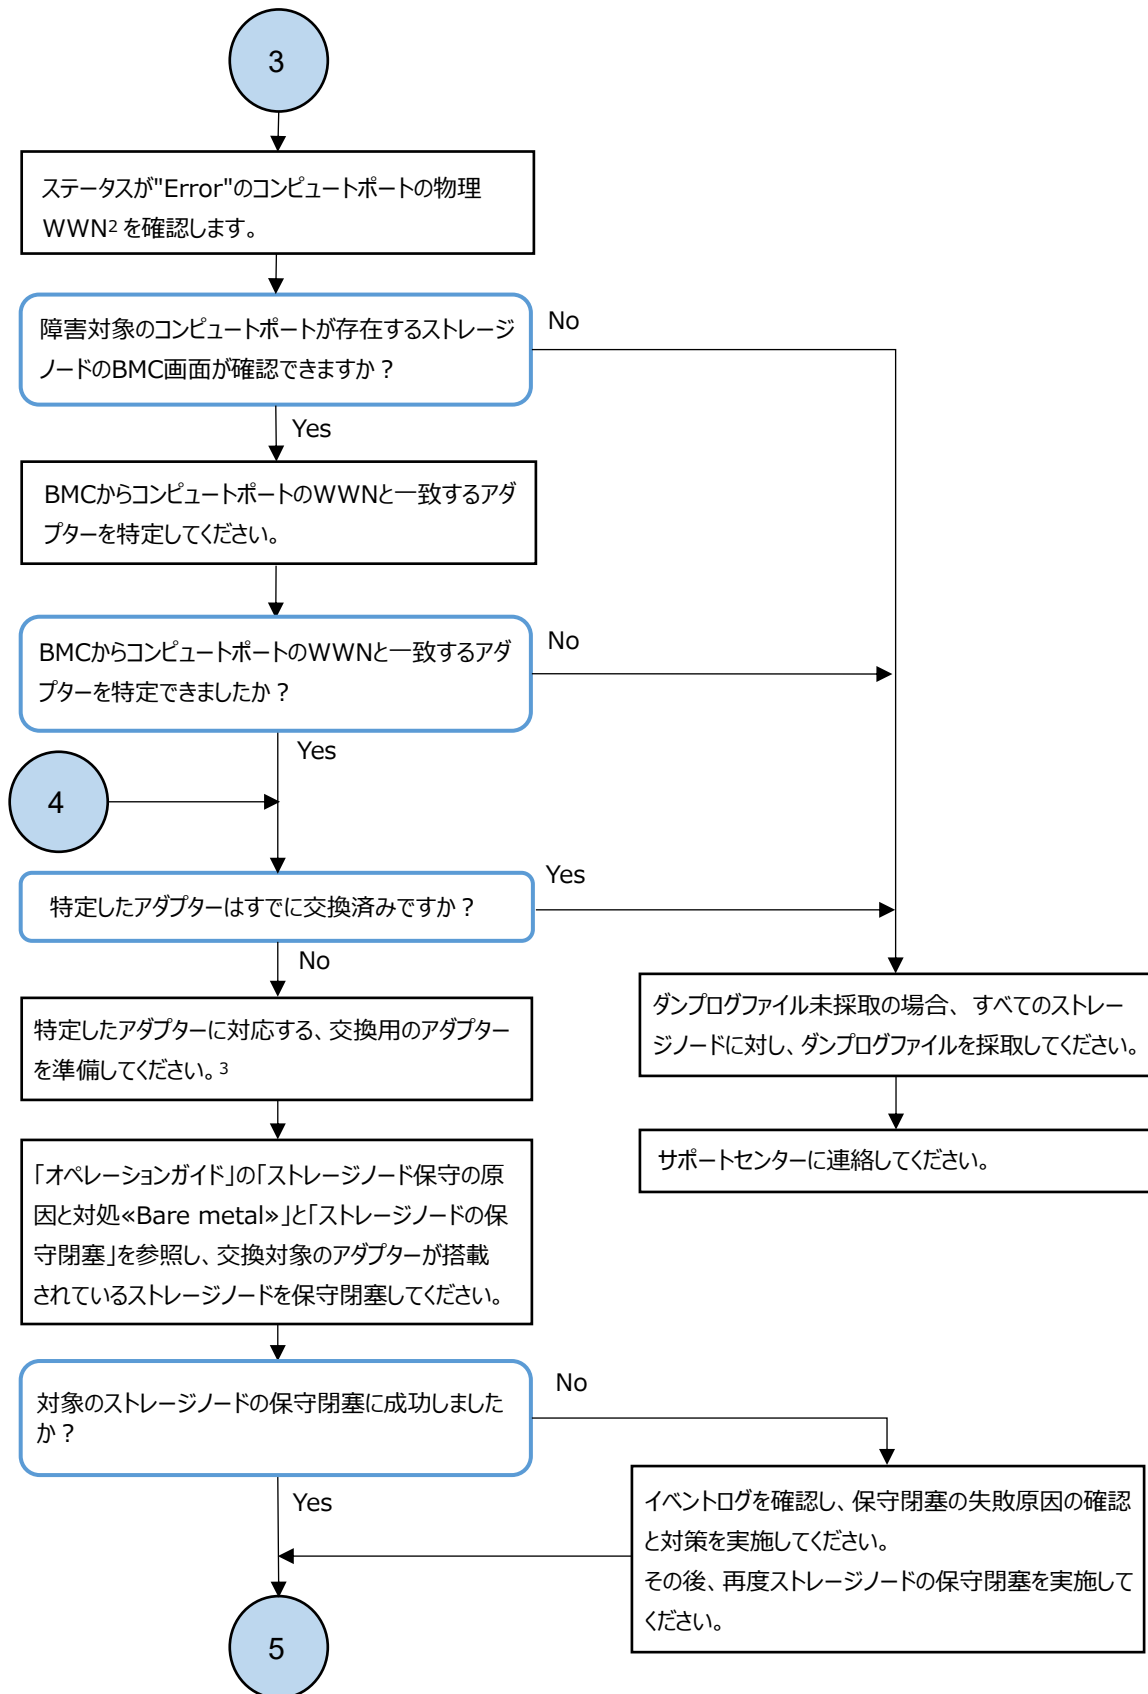 3
ステータスが"Error"のコンピュートポートの物理
WWN2 を確認します。
障害対象のコンピュートポートが存在するストレージ
ノードのBMC画面が確認できますか？
No
Yes
BMCからコンピュートポートのWWNと一致するアダ
プターを特定してください。
BMCからコンピュートポートのWWNと一致するアダ
プターを特定できましたか？
No
Yes
4
特定したアダプターはすでに交換済みですか？
Yes
No
特定したアダプターに対応する、交換用のアダプター
を準備してください。3
ダンプログファイル未採取の場合、すべてのストレー
ジノードに対し、ダンプログファイルを採取してください。
サポートセンターに連絡してください。
「オペレーションガイド」の「ストレージノード保守の原
因と対処≪Bare metal≫」と「ストレージノードの保
守閉塞」を参照し、交換対象のアダプターが搭載
されているストレージノードを保守閉塞してください。
対象のストレージノードの保守閉塞に成功しました
か？
No
Yes
イベントログを確認し、保守閉塞の失敗原因の確認
と対策を実施してください。
その後、再度ストレージノードの保守閉塞を実施して
ください。
5